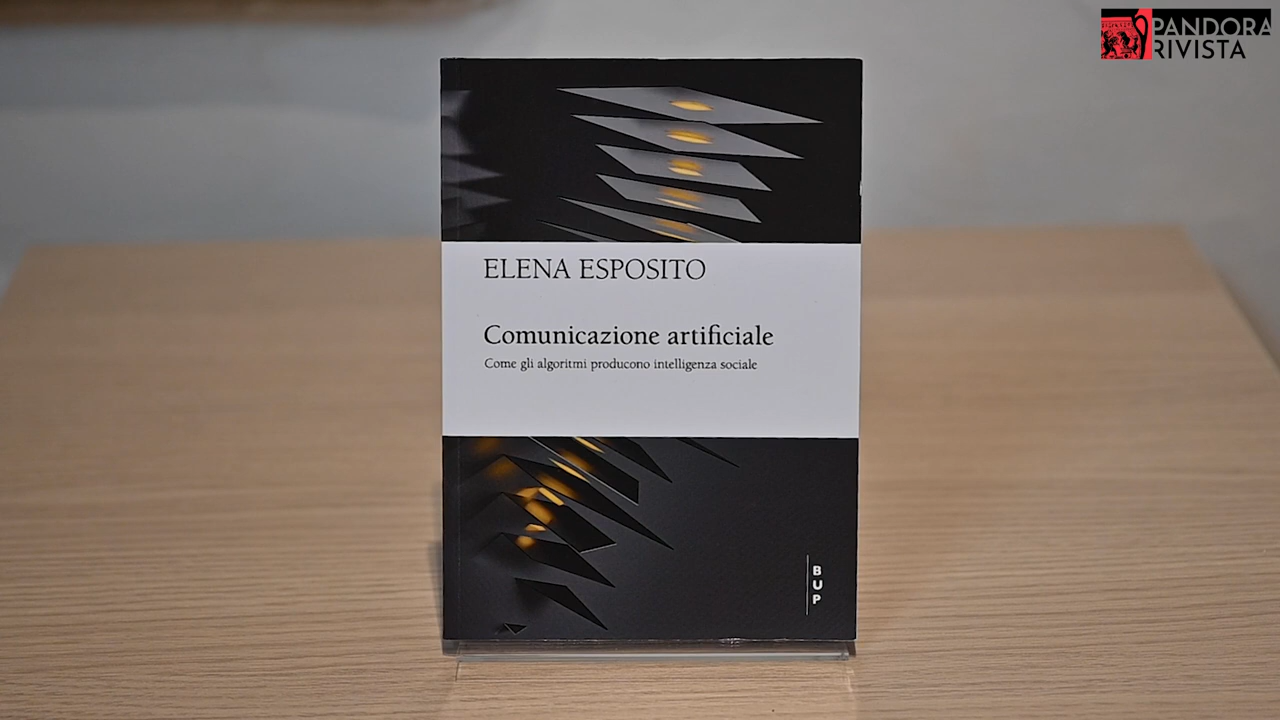 PANDORA
RIVISTA
ELENA ESPOSITO
Comunicazione artificiale
Come gli algoritmi producono intelligenza sociale
B
U
P